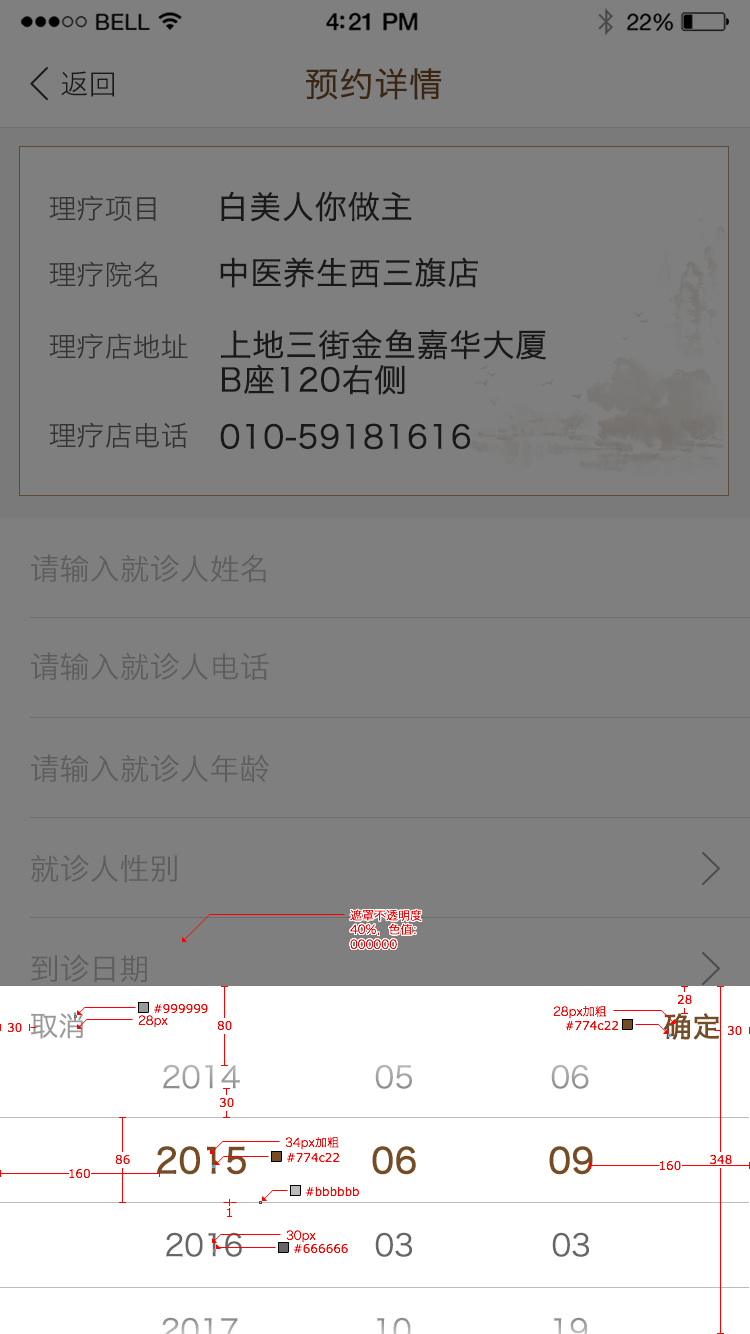 BELL 4:21 PM 22%
返回 预约详情
理疗项目 白美人你做主
理疗院名 中医养生西三旗店
理疗店地址 上地三街金鱼嘉华大厦
B座120右侧
理疗店电话 010-59181616
请输入就诊人姓名
请输入就诊人电话
请输入就诊人年龄
就诊人性别
遮罩不透明度
40%，色值:
000000
到诊日期
28
#999999 28px加粗
30 取消 28px 80 #774c22 确定 30
2014 05 06
30
34px加粗
86 2015 #774c22 06 09 348
160 160
#bbbbbb
1
30px
2016 #666666 03 03
2017 10 19